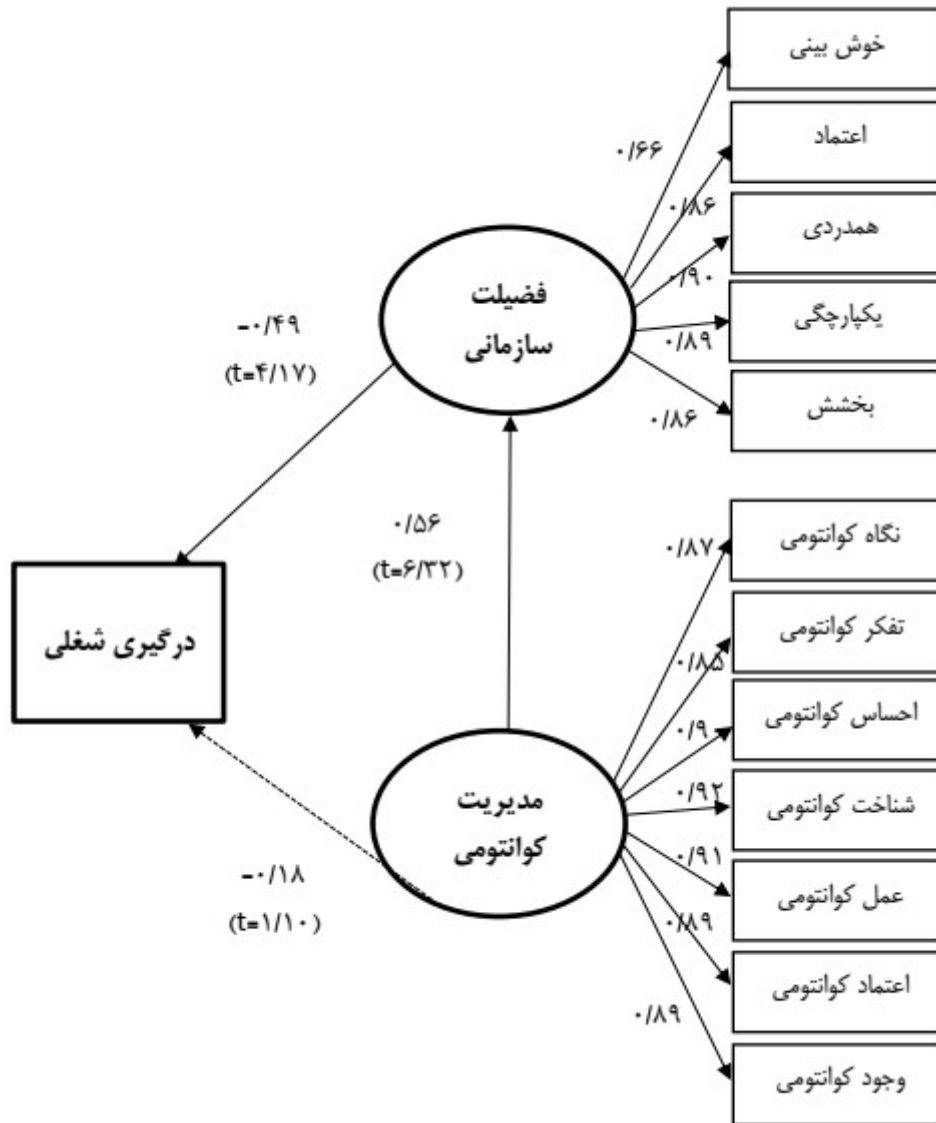 خوش بینی
۰/۶۶
اعتماد
۰/۸۶
همدردی
۰/۹۰
فضیلت
سازمانی
یکپارچگی
۰/۸۹
بخشش
۰/۸۶
-۰/۴۹
(t=۴/۱۷)
۰/۵۶
(t=۶/۳۲)
نگاه کوانتومی
۰/۸۷
تفکر کوانتومی
۰/۸۵
درگیری شغلی
احساس کوانتومی
۰/۹
شناخت کوانتومی
۰/۹۲
مدیریت
کوانتومی
عمل کوانتومی
۰/۹۱
-۰/۱۸
(t=۱/۱۰)
اعتماد کوانتومی
۰/۸۹
وجود کوانتومی
۰/۸۹